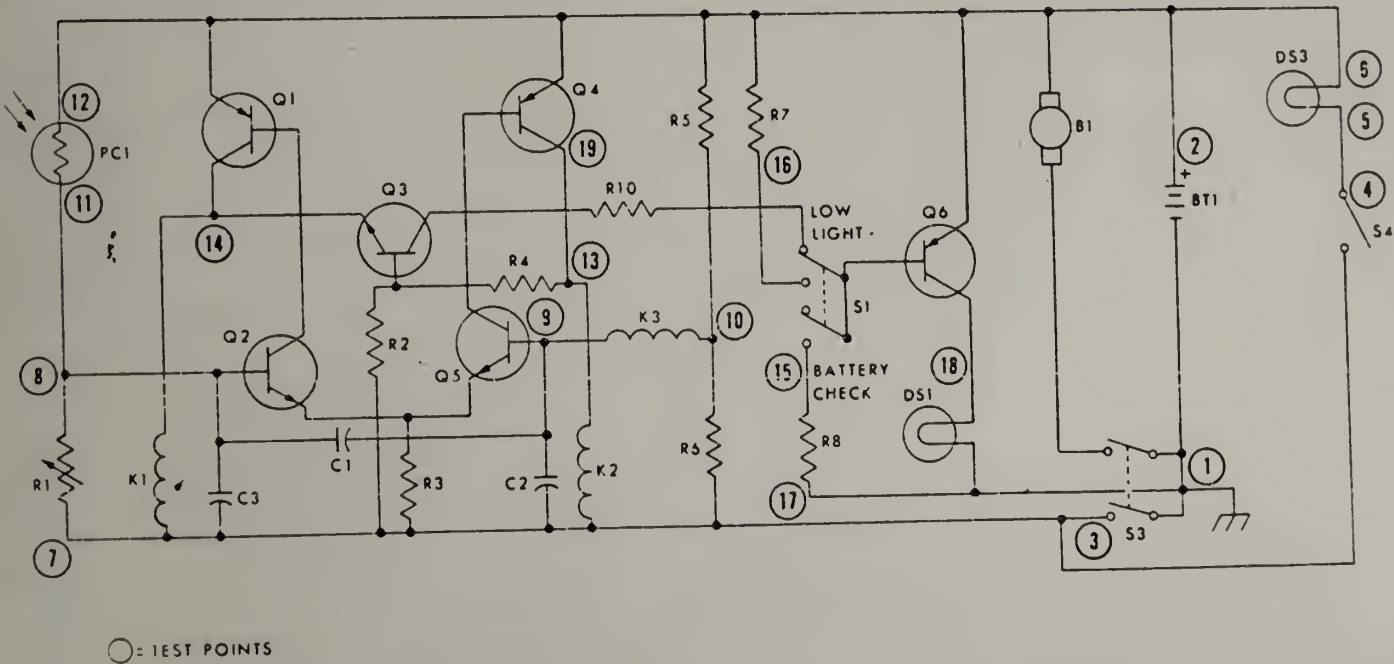 Q1
Q4
DS3
6
12
5
PC1
R5
R7
B1
2
19
16
+
11
BT1
4
Q3
R10
LOW
LIGHT
Q6
S4
14
R4
13
S1
9
K3
10
Q2
R2
8
Q5
15
BATTERY
CHECK
18
DS1
R1
K1
C3
C1
R3
C2
K2
R5
R8
1
17
7
3
S3
= TEST POINTS